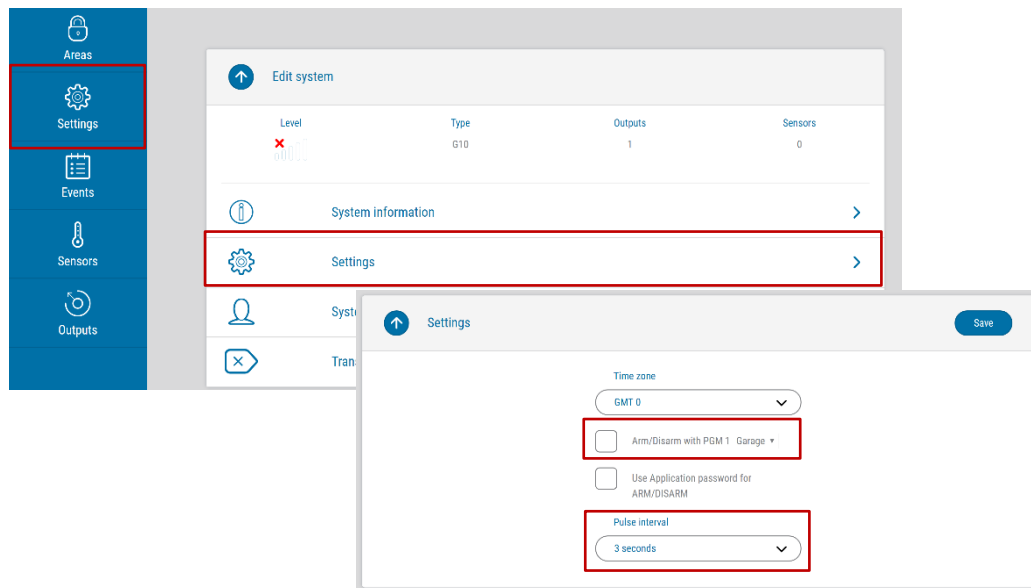 Areas
Settings
Events
Sensors
Outputs
Edit system
Level Type Outputs Sensors
G10 1 0
System information
Settings
Syst
Tran
Settings
Save
Time zone
GMT 0
Arm/Disarm with PGM 1 Garage
Use Application password for
ARM/DISARM
Pulse interval
3 seconds